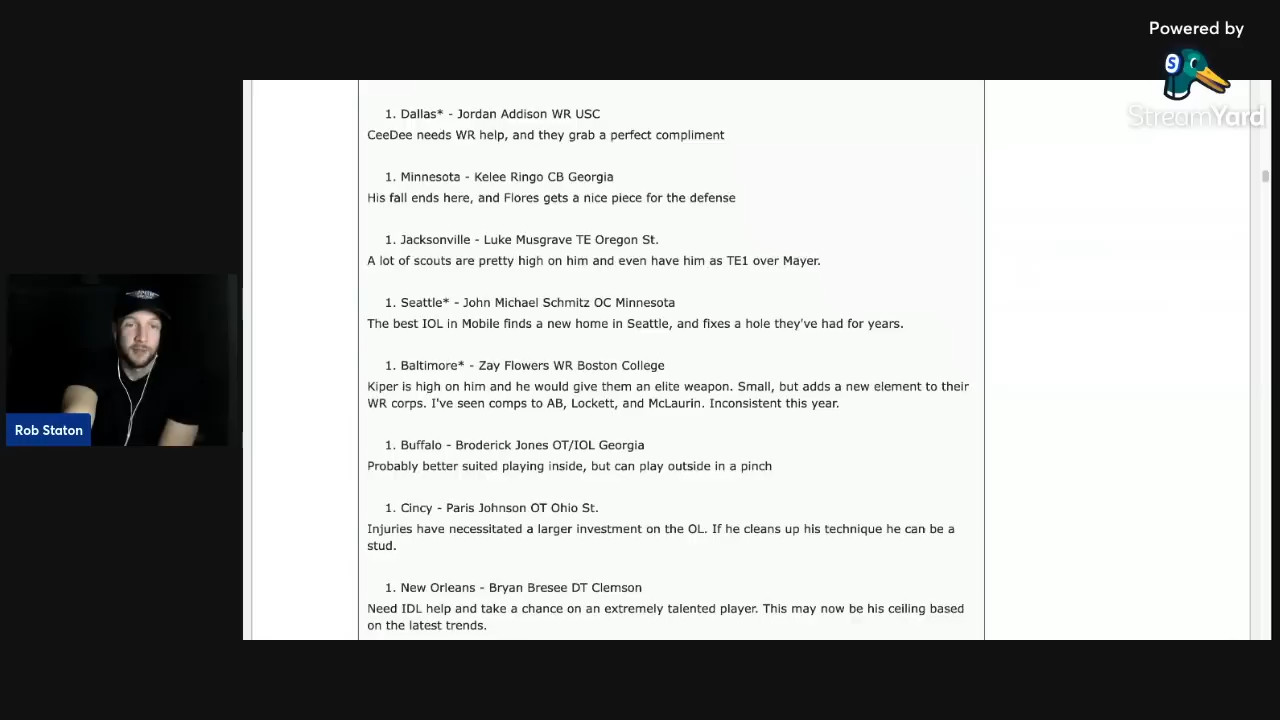 Powered by
S
StreamYard
1. Dallas* - Jordan Addison WR USC
CeeDee needs WR help, and they grab a perfect compliment
1. Minnesota - Kelee Ringo CB Georgia
His fall ends here, and Flores gets a nice piece for the defense
1. Jacksonville - Luke Musgrave TE Oregon St.
A lot of scouts are pretty high on him and even have him as TE1 over Mayer.
1. Seattle* - John Michael Schmitz OC Minnesota
The best IOL in Mobile finds a new home in Seattle, and fixes a hole they've had for years.
1. Baltimore* - Zay Flowers WR Boston College
Kiper is high on him and he would give them an elite weapon. Small, but adds a new element to their
WR corps. I've seen comps to AB, Lockett, and McLaurin. Inconsistent this year.
1. Buffalo - Broderick Jones OT/IOL Georgia
Probably better suited playing inside, but can play outside in a pinch
1. Cincy - Paris Johnson OT Ohio St.
Injuries have necessitated a larger investment on the OL. If he cleans up his technique he can be a
stud.
1. New Orleans - Bryan Bresee DT Clemson
Need IDL help and take a chance on an extremely talented player. This may now be his ceiling based
on the latest trends.
Rob Staton